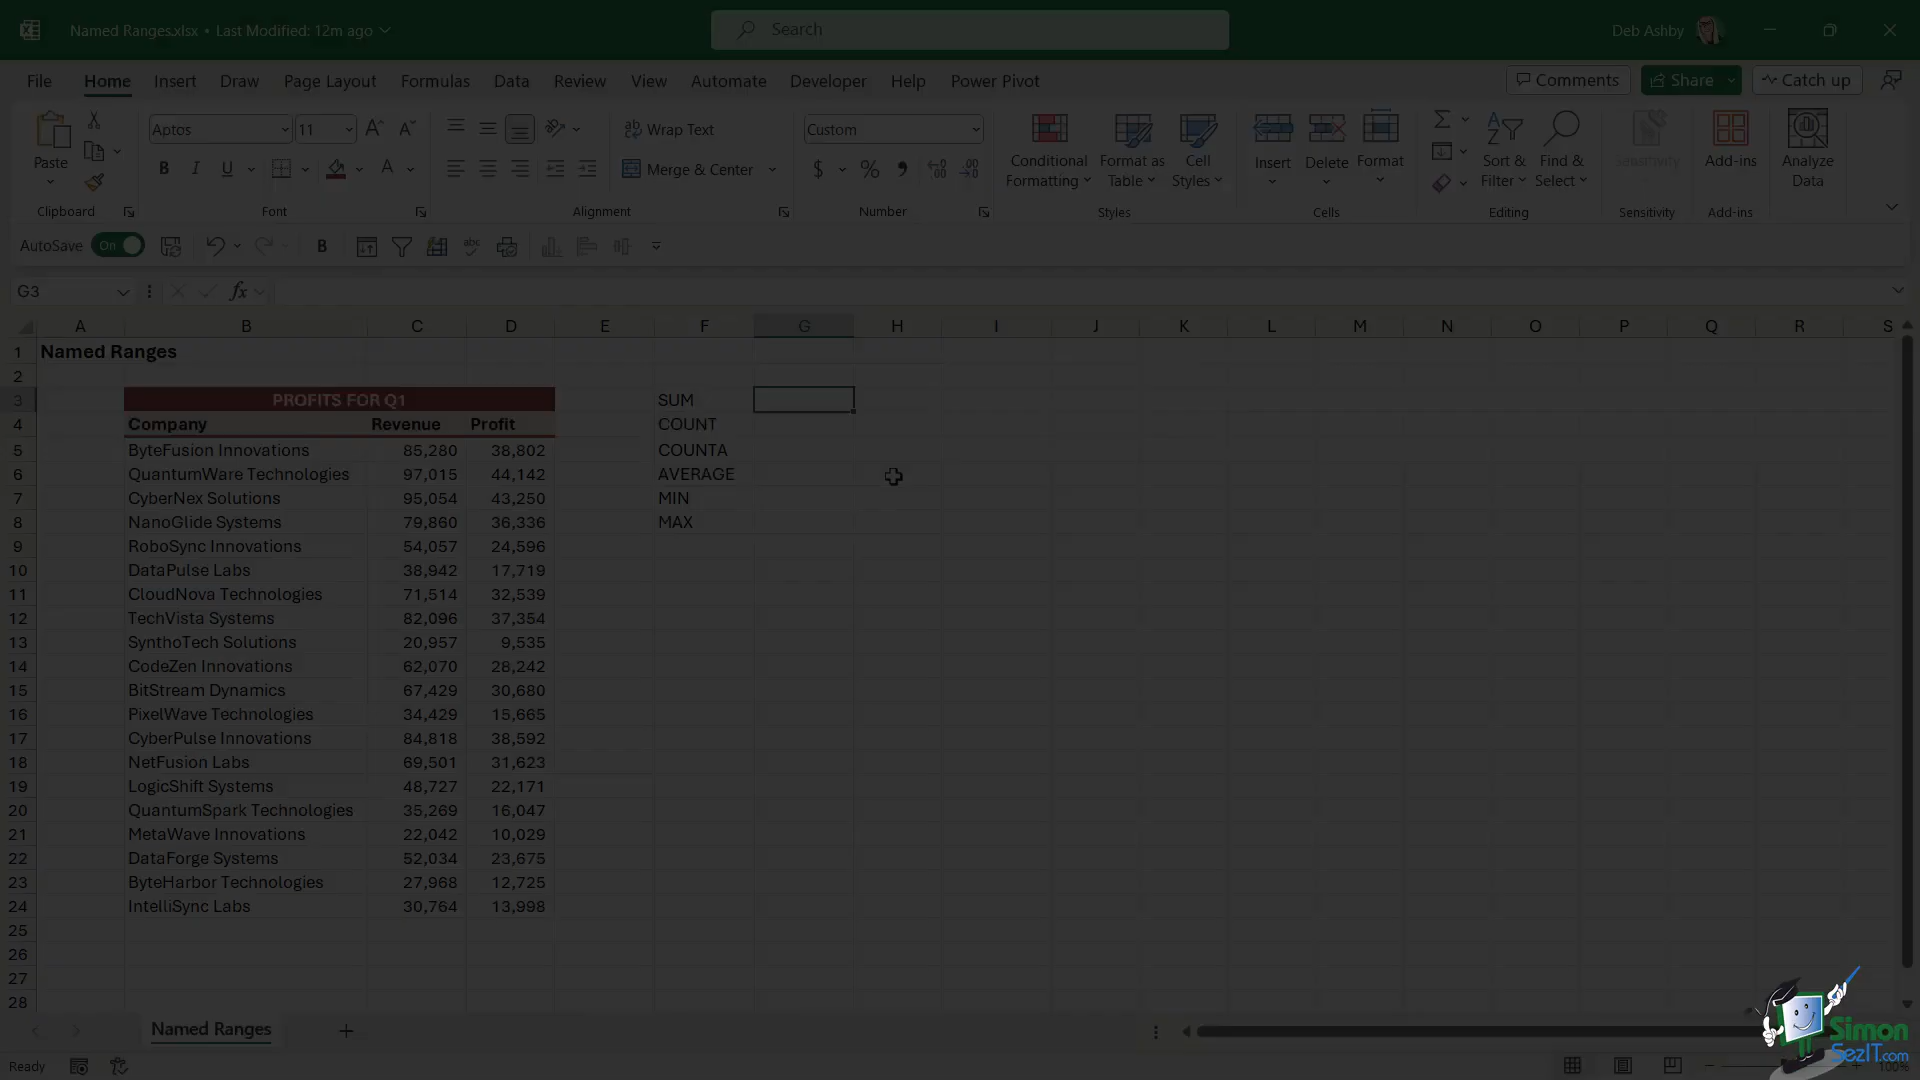 Named Ranges.xlsx • Last Modified: 12m ago
Search
Deb Ashby
File Home Insert Draw Page Layout Formulas Data Review View Automate Developer Help Power Pivot
Comments Share Catch up
Paste
Clipboard
Aptos 11
B I U A
Font
Wrap Text
Merge & Center
Alignment
Custom
$ % ,
Number
Conditional Formatting
Format as Table
Cell Styles
Styles
Insert Delete Format
Cells
Sort & Filter
Find & Select
Editing
Sensitivity
Sensitivity
Add-ins
Add-ins
Analyze Data
AutoSave On B abc
G3 fx
A B C D E F G H I J K L M N O P Q R S
1 Named Ranges
2
3 PROFITS FOR Q1 SUM
4 Company Revenue Profit COUNT
5 ByteFusion Innovations 85,280 38,802 COUNTA
6 QuantumWare Technologies 97,015 44,142 AVERAGE
7 CyberNex Solutions 95,054 43,250 MIN
8 NanoGlide Systems 79,860 36,336 MAX
9 RoboSync Innovations 54,057 24,596
10 DataPulse Labs 38,942 17,719
11 CloudNova Technologies 71,514 32,539
12 TechVista Systems 82,096 37,354
13 SynthoTech Solutions 20,957 9,535
14 CodeZen Innovations 62,070 28,242
15 BitStream Dynamics 67,429 30,680
16 PixelWave Technologies 34,429 15,665
17 CyberPulse Innovations 84,818 38,592
18 NetFusion Labs 69,501 31,623
19 LogicShift Systems 48,727 22,171
20 QuantumSpark Technologies 35,269 16,047
21 MetaWave Innovations 22,042 10,029
22 DataForge Systems 52,034 23,675
23 ByteHarbor Technologies 27,968 12,725
24 IntelliSync Labs 30,764 13,998
25
26
27
28
Named Ranges
Ready
100%
Simon
SezIT.com